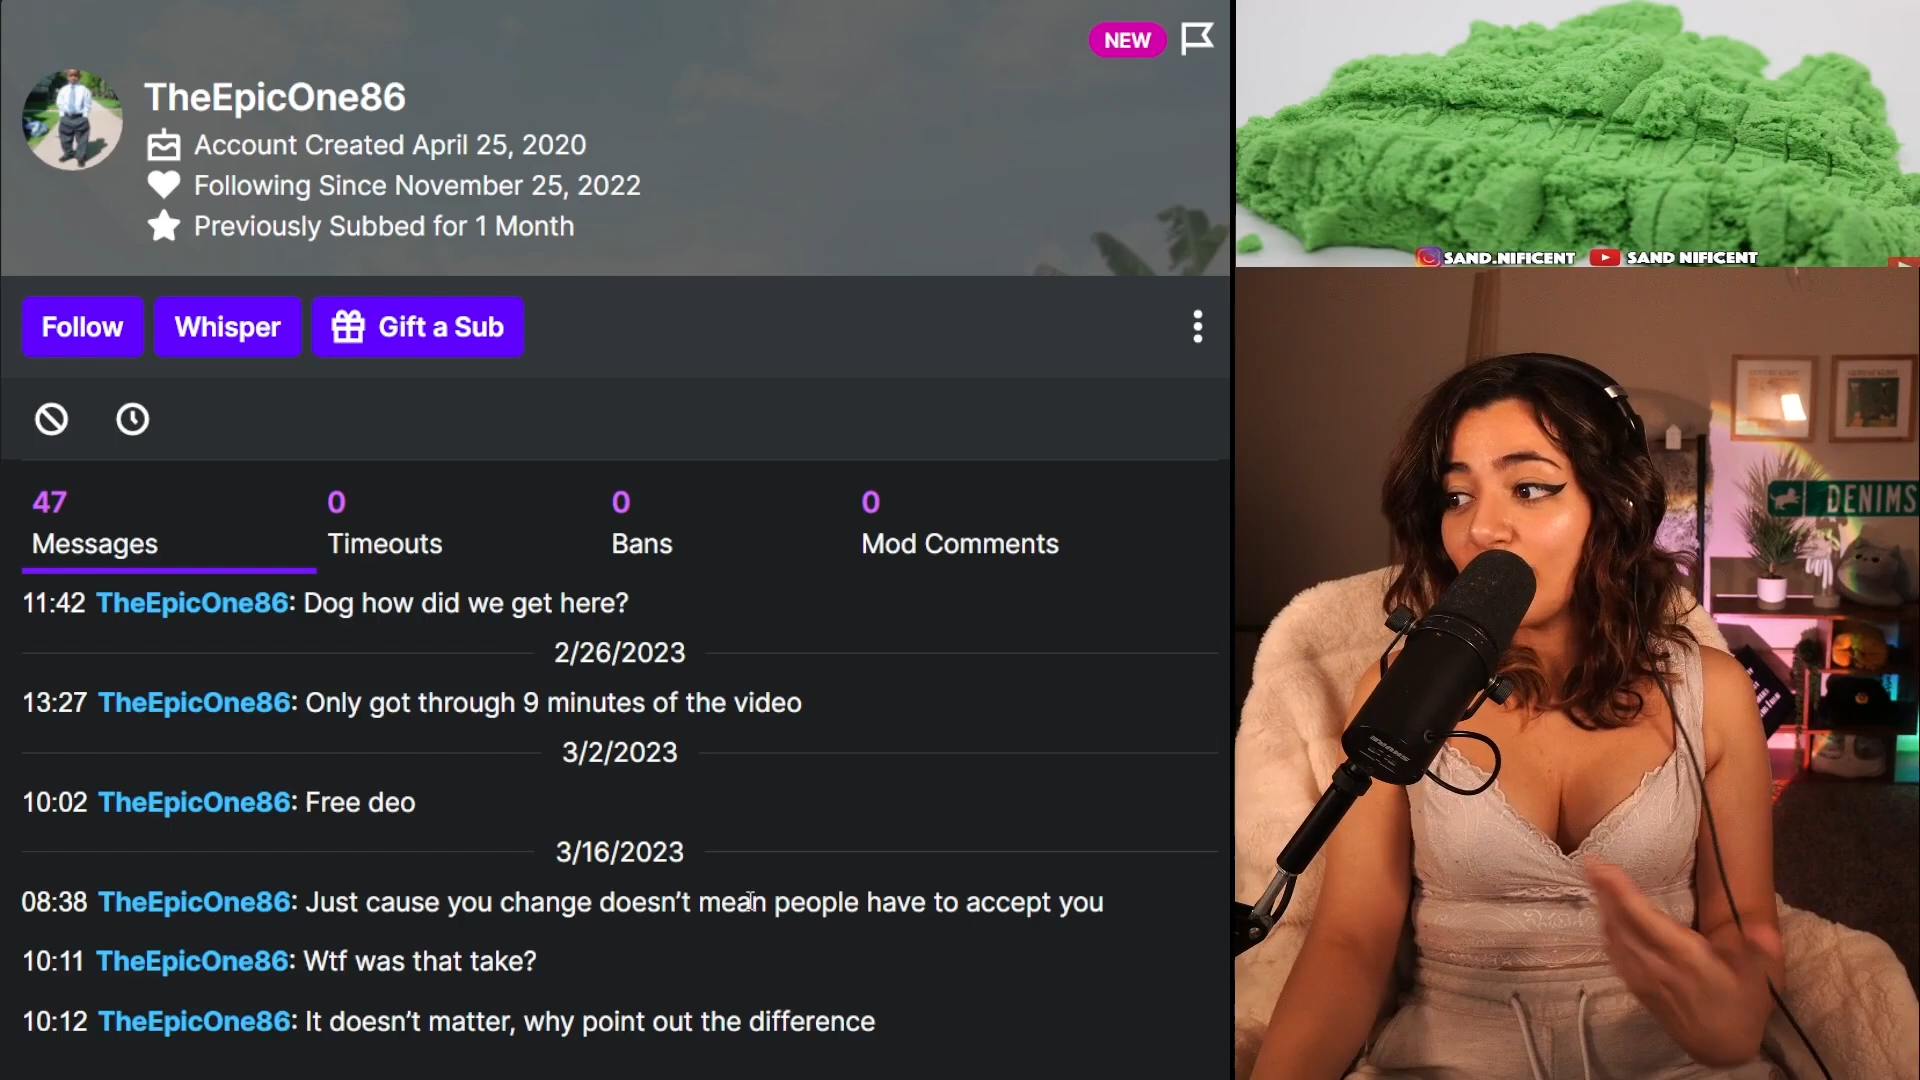 NEW
TheEpicOne86
Account Created April 25, 2020
Following Since November 25, 2022
Previously Subbed for 1 Month
Follow
Whisper
Gift a Sub
47
Messages
0
Timeouts
0
Bans
0
Mod Comments
11:42 TheEpicOne86: Dog how did we get here?
2/26/2023
13:27 TheEpicOne86: Only got through 9 minutes of the video
3/2/2023
10:02 TheEpicOne86: Free deo
3/16/2023
08:38 TheEpicOne86: Just cause you change doesn’t mean people have to accept you
10:11 TheEpicOne86: Wtf was that take?
10:12 TheEpicOne86: It doesn’t matter, why point out the difference
SAND.NIFICENT
SAND NIFICENT
DENIMS